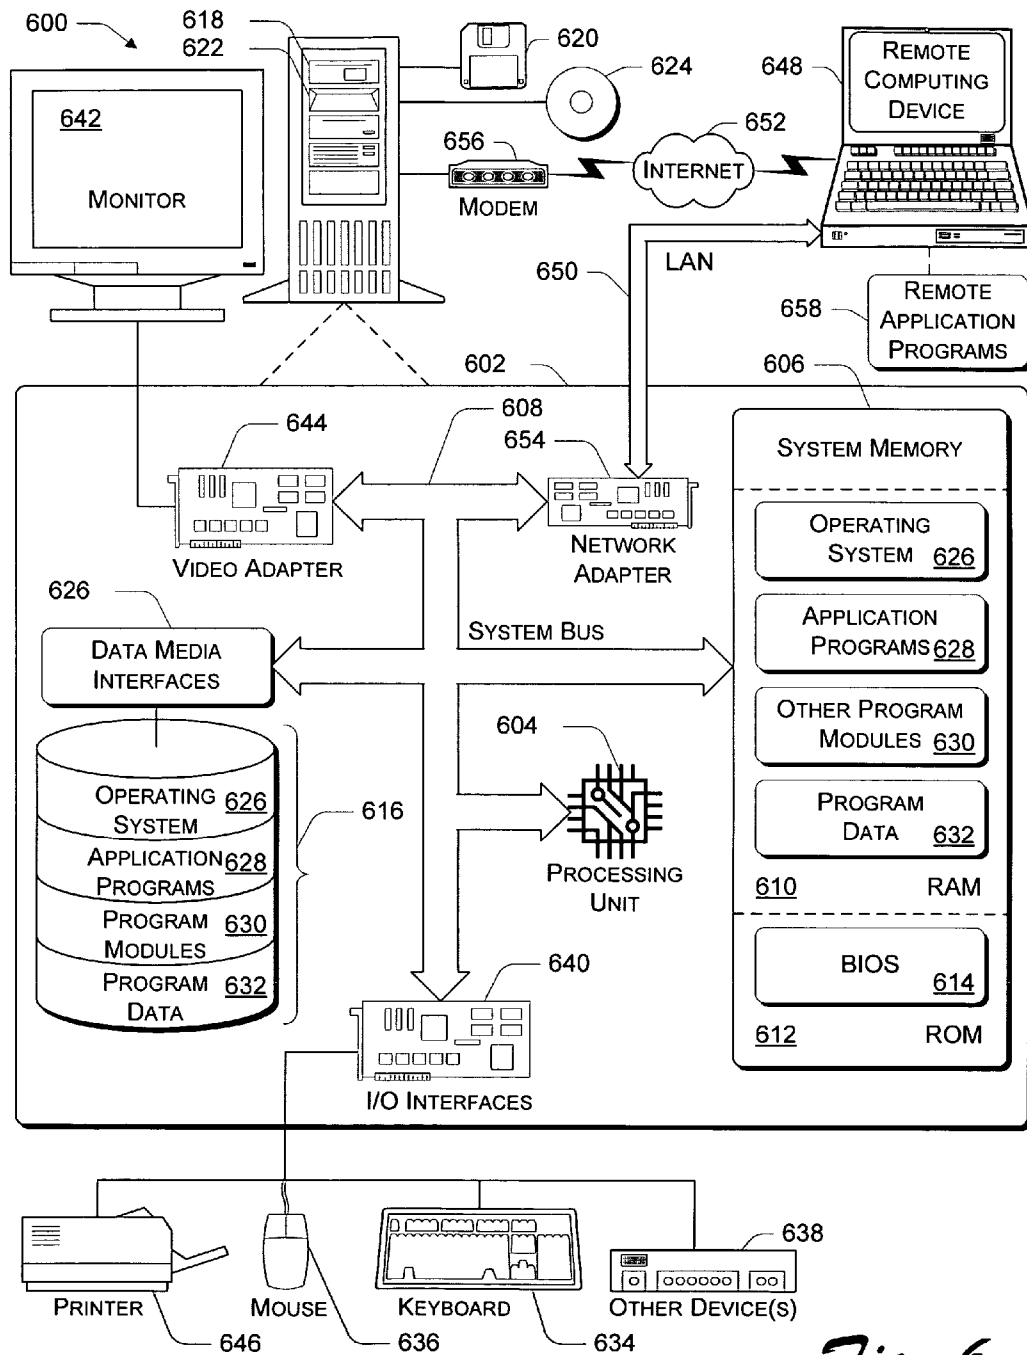 600
618
622
620
624
648
REMOTE
COMPUTING
DEVICE
642
MONITOR
656
MODEM
652
INTERNET
650
LAN
658
REMOTE
APPLICATION
PROGRAMS
602
606
644
608
654
SYSTEM MEMORY
VIDEO ADAPTER
NETWORK
ADAPTER
OPERATING
SYSTEM 626
626
DATA MEDIA
INTERFACES
SYSTEM BUS
APPLICATION
PROGRAMS 628
OTHER PROGRAM
MODULES 630
604
PROCESSING
UNIT
PROGRAM
DATA 632
610 RAM
OPERATING
SYSTEM 626
616
APPLICATION
PROGRAMS 628
PROGRAM
MODULES 630
PROGRAM
DATA 632
BIOS 614
612 ROM
640
I/O INTERFACES
PRINTER
646
MOUSE
636
KEYBOARD
634
638
OTHER DEVICE(S)
Fig. 6